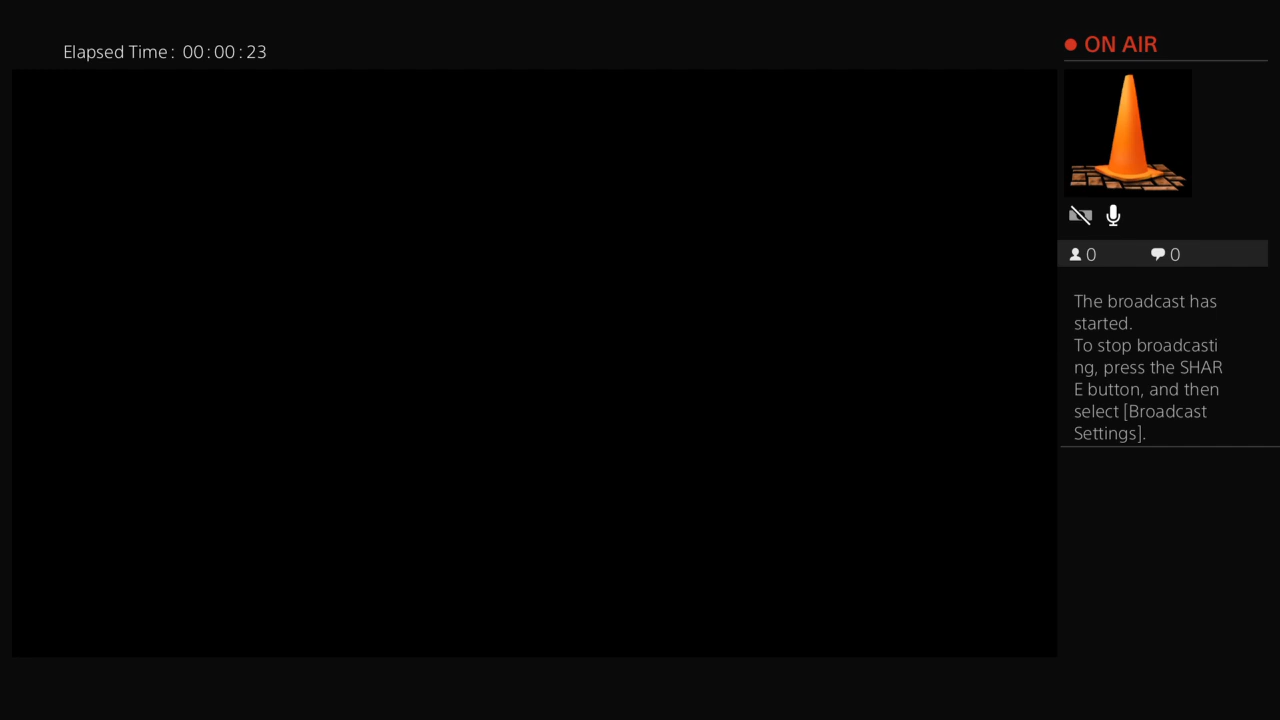 Elapsed Time: 00:00:23
ON AIR
0 0
The broadcast has
started.
To stop broadcasti
ng, press the SHAR
E button, and then
select [Broadcast
Settings].